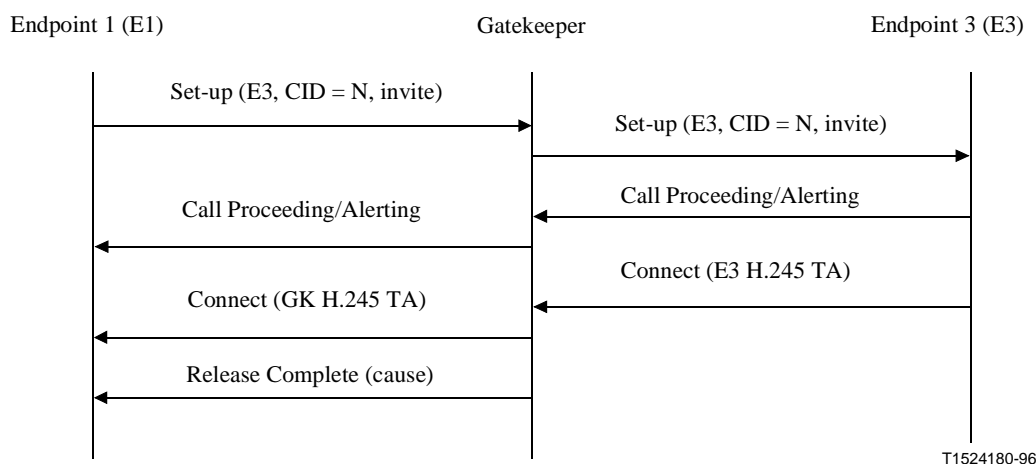 Endpoint 1 (E1)
Gatekeeper
Endpoint 3 (E3)
Set-up (E3, CID = N, invite)
Set-up (E3, CID = N, invite)
Call Proceeding/Alerting
Call Proceeding/Alerting
Connect (E3 H.245 TA)
Connect (GK H.245 TA)
Release Complete (cause)
T1524180-96